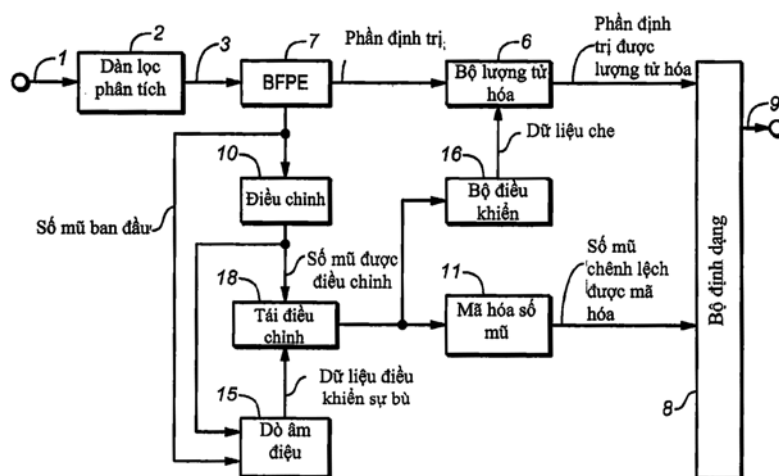 1
2
Dàn lọc
phân tích
3
7
BFPE
Phần định trị
6
Bộ lượng tử
hóa
Phần định
trị được
lượng tử hóa
9
10
Điều chỉnh
Số mũ ban đầu
Dữ liệu che
16
Bộ điều
khiển
Số mũ được
điều chỉnh
18
Tái điều
chỉnh
11
Mã hóa số
mũ
Số mũ
chênh lệch
được mã
hóa
Bộ định dạng
8
Dữ liệu điều
khiển sự bù
15
Dò âm
điệu